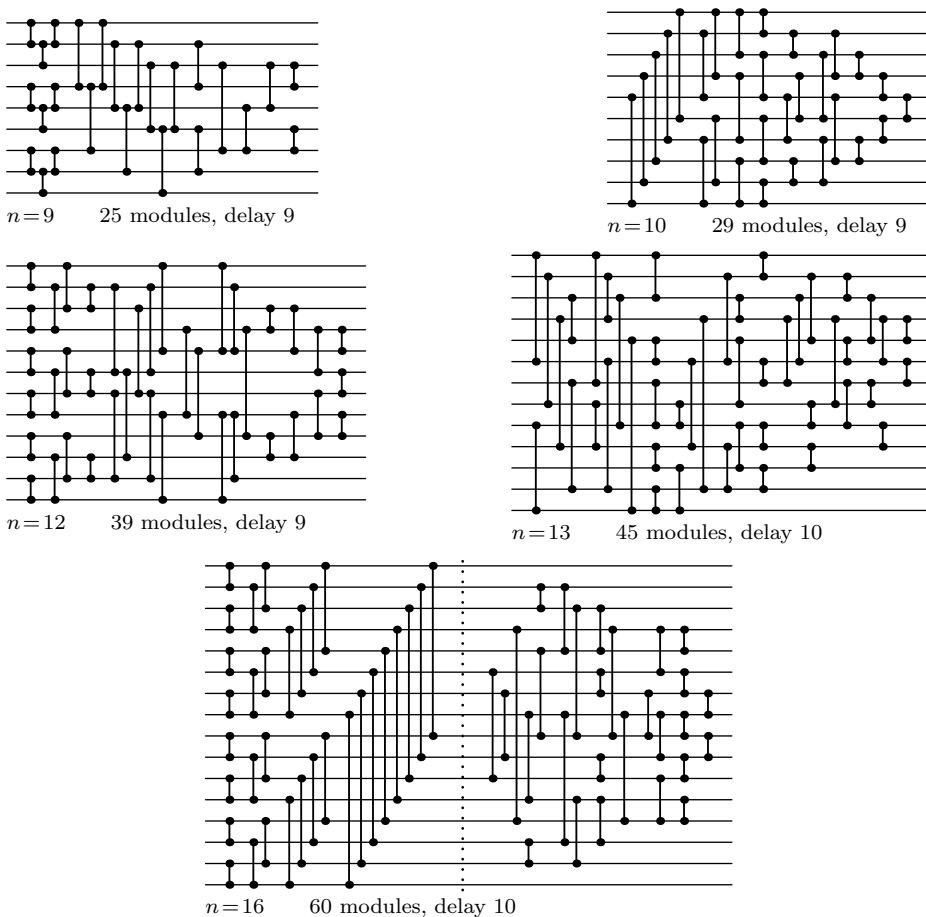 n=9 25 modules, delay 9
n=10 29 modules, delay 9
n=12 39 modules, delay 9
n=13 45 modules, delay 10
n=16 60 modules, delay 10